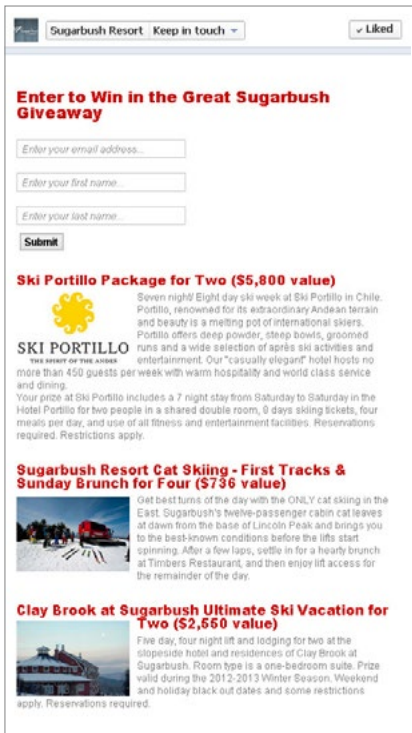 Sugarbush Resort Keep in touch
Liked
Enter to Win in the Great Sugarbush
Giveaway
Enter your email address...
Enter your first name...
Enter your last name...
Submit
Ski Portillo Package for Two ($5,800 value)
SKI PORTILLO
THE SPIRIT OF THE ANDES
Seven night/ Eight day ski week at Ski Portillo in Chile.
Portillo, renowned for its extraordinary Andean terrain
and beauty is a melting pot of international skiers.
Portillo offers deep powder, steep bowls, groomed
runs and a wide selection of après ski activities and
entertainment. Our "casually elegant" hotel hosts no
more than 450 guests per week with warm hospitality and world class service
and dining.
Your prize at Ski Portillo includes a 7 night stay from Saturday to Saturday in the
Hotel Portillo for two people in a shared double room, 8 days skiing tickets, four
meals per day, and use of all fitness and entertainment facilities. Reservations
required. Restrictions apply.
Sugarbush Resort Cat Skiing - First Tracks &
Sunday Brunch for Four ($736 value)
Get best turns of the day with the ONLY cat skiing in the
East. Sugarbush's twelve-passenger cabin cat leaves
at dawn from the base of Lincoln Peak and brings you
to the best-known conditions before the lifts start
spinning. After a few laps, settle in for a hearty brunch
at Timbers Restaurant, and then enjoy lift access for
the remainder of the day.
Clay Brook at Sugarbush Ultimate Ski Vacation for
Two ($2,550 value)
Five day, four night lift and lodging for two at the
slopeside hotel and residences of Clay Brook at
Sugarbush. Room type is a one-bedroom suite. Prize
valid during the 2012-2013 Winter Season. Weekend
and holiday black out dates and some restrictions
apply. Reservations required.